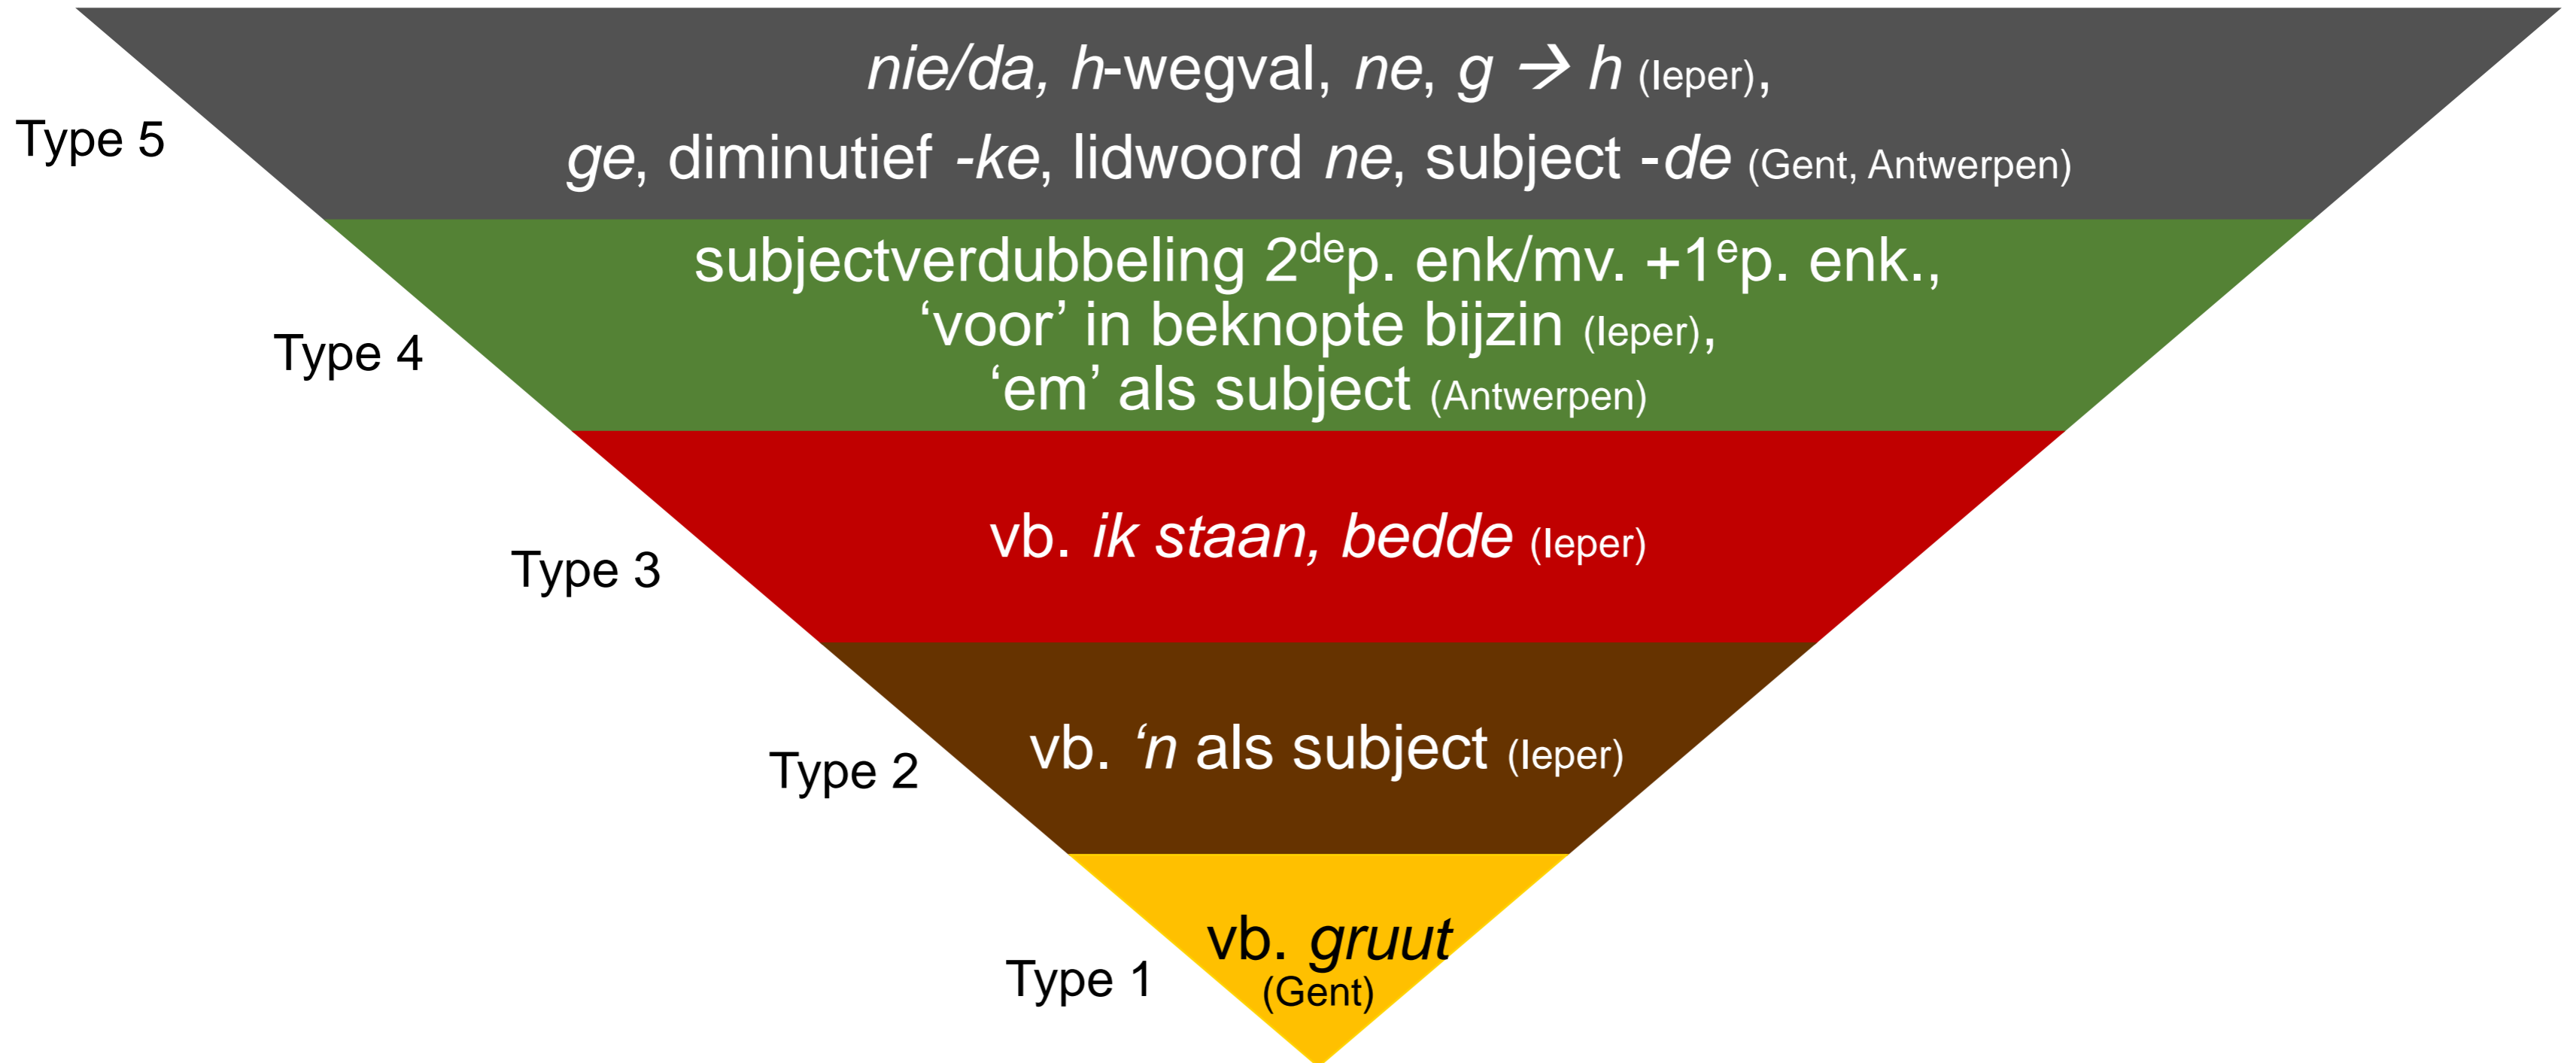 nie/da, h-wegval, ne, g → h (Ieper),
Type 5
ge, diminutief -ke, lidwoord ne, subject -de (Gent, Antwerpen)
subjectverdubbeling 2dep. enk/mv. +1ep. enk.,
‘voor’ in beknopte bijzin (Ieper),
Type 4
‘em’ als subject (Antwerpen)
vb. ik staan, bedde (Ieper)
Type 3
vb. ‘n als subject (Ieper)
Type 2
vb. gruut
Type 1
(Gent)